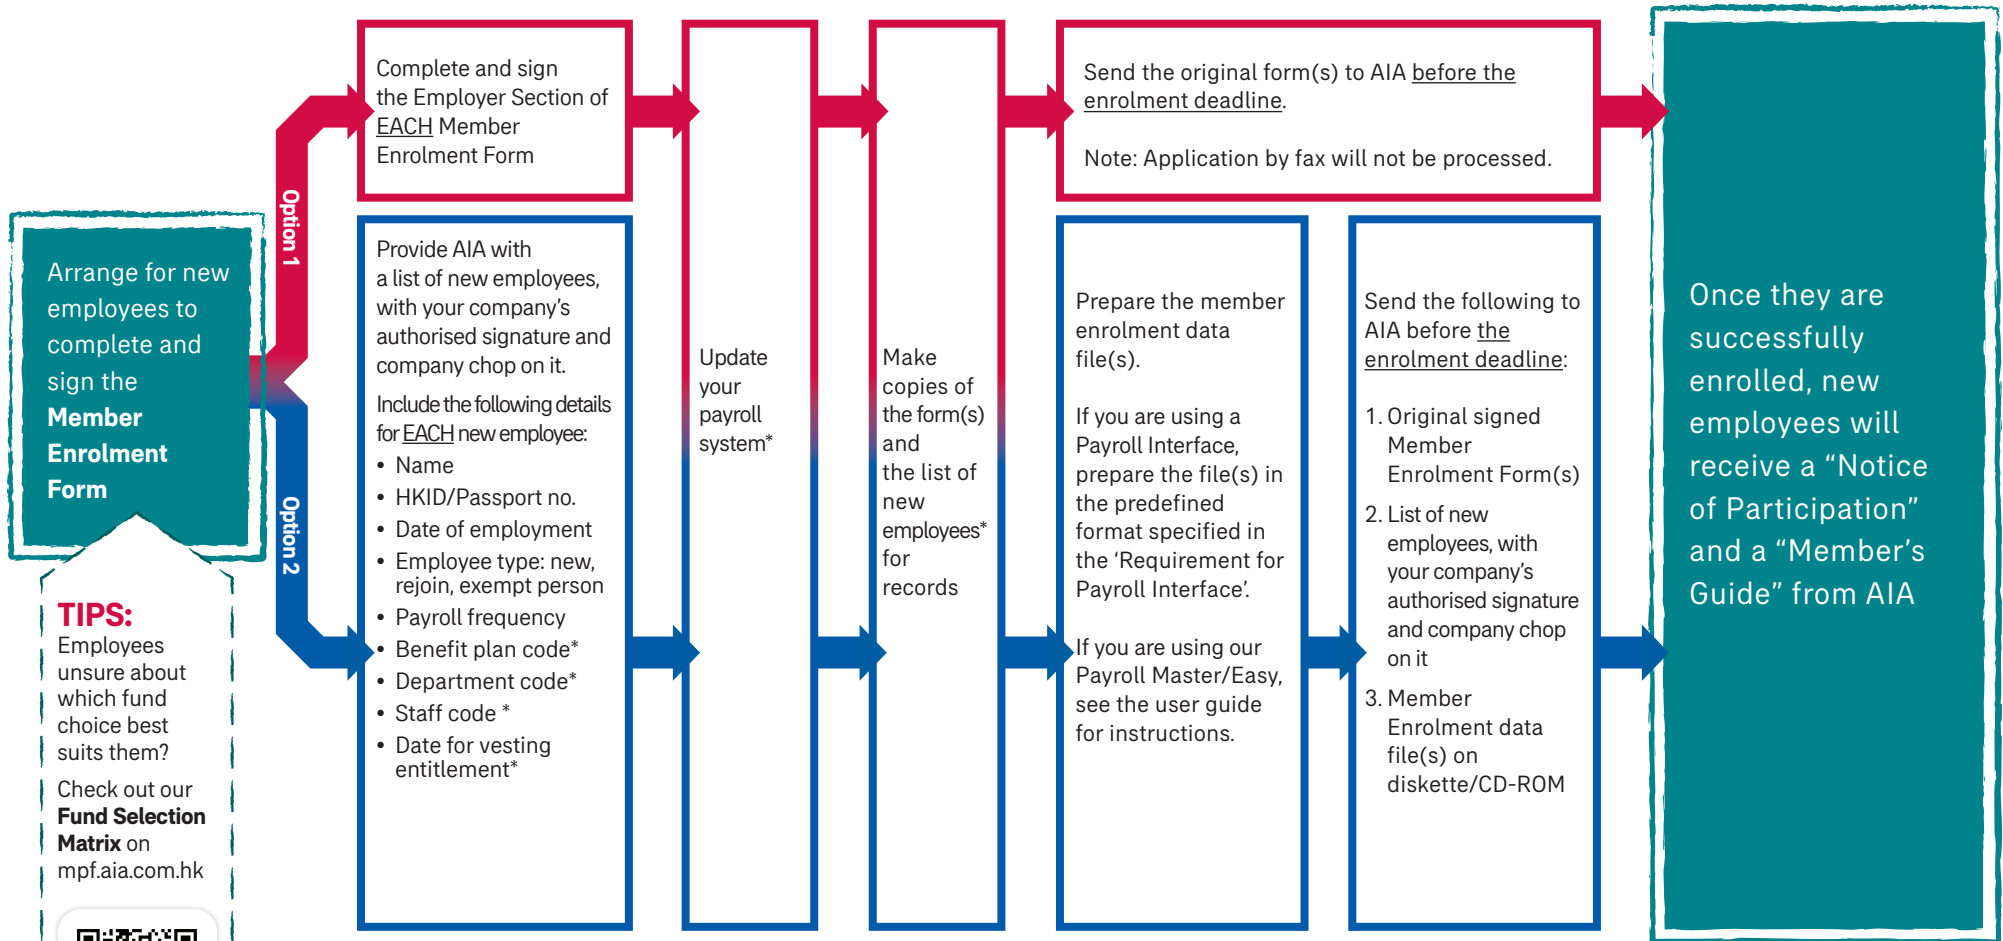 Arrange for new
employees to
complete and
sign the
Member
Enrolment
Form
TIPS:
Employees
unsure about
which fund
choice best
suits them?
Check out our
Fund Selection
Matrix on
mpf.aia.com.hk
Option 1
Complete and sign
the Employer Section of
EACH Member
Enrolment Form
Option 2
Provide AIA with
a list of new employees,
with your company's
authorised signature and
company chop on it.
Include the following details
for EACH new employee:
• Name
• HKID/Passport no.
• Date of employment
• Employee type: new,
rejoin, exempt person
• Payroll frequency
• Benefit plan code*
• Department code*
• Staff code *
• Date for vesting
entitlement*
Update
your
payroll
system*
Make
copies of
the form(s)
and
the list of
new
employees*
for
records
Send the original form(s) to AIA before the
enrolment deadline.
Note: Application by fax will not be processed.
Prepare the member
enrolment data
file(s).
If you are using a
Payroll Interface,
prepare the file(s) in
the predefined
format specified in
the 'Requirement for
Payroll Interface'.
If you are using our
Payroll Master/Easy,
see the user guide
for instructions.
Send the following to
AIA before the
enrolment deadline:
1. Original signed
Member
Enrolment Form(s)
2. List of new
employees, with
your company's
authorised signature
and company chop
on it
3. Member
Enrolment data
file(s) on
diskette/CD-ROM
Once they are
successfully
enrolled, new
employees will
receive a “Notice
of Participation”
and a “Member's
Guide” from AIA